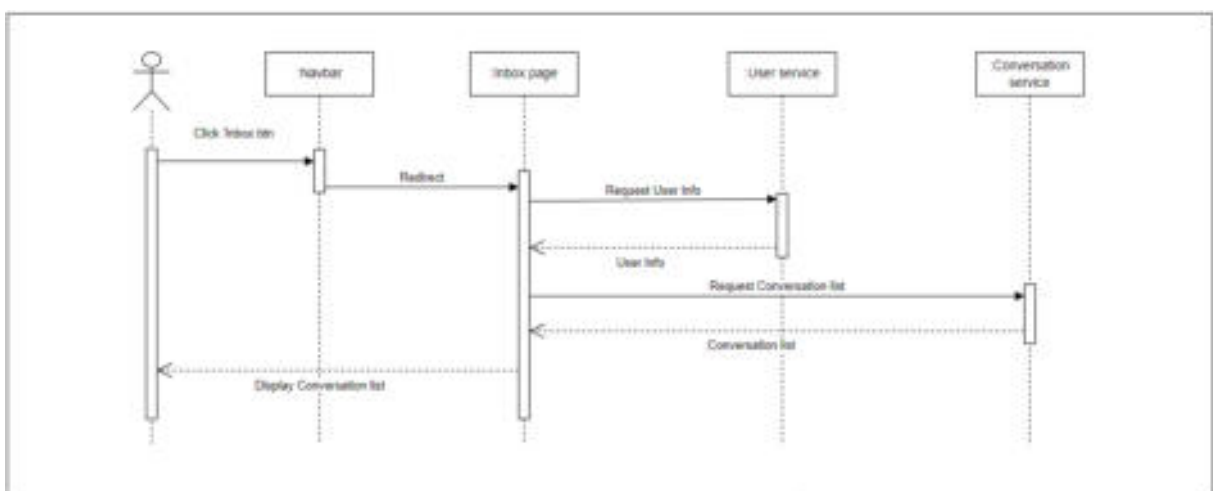 Navbar
Inbox page
User service
Conversation
service
Click 'Inbox btn
Redirect
Request User Info
User Info
Request Conversation list
Conversation list
Display Conversation list